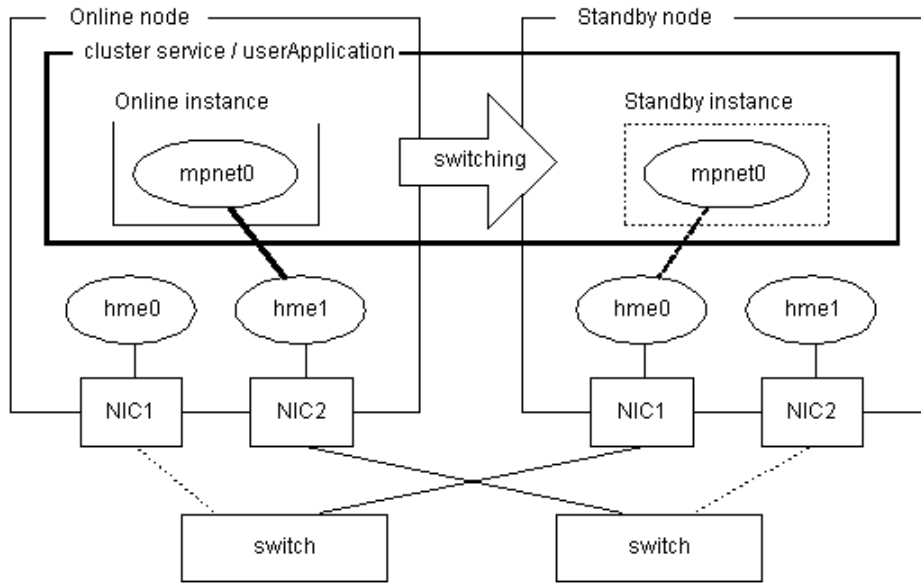 Online node
Standby node
cluster service / userApplication
Online instance
Standby instance
mpnet0
switching
mpnet0
hme0
hme1
hme0
hme1
NIC1
NIC2
NIC1
NIC2
switch
switch